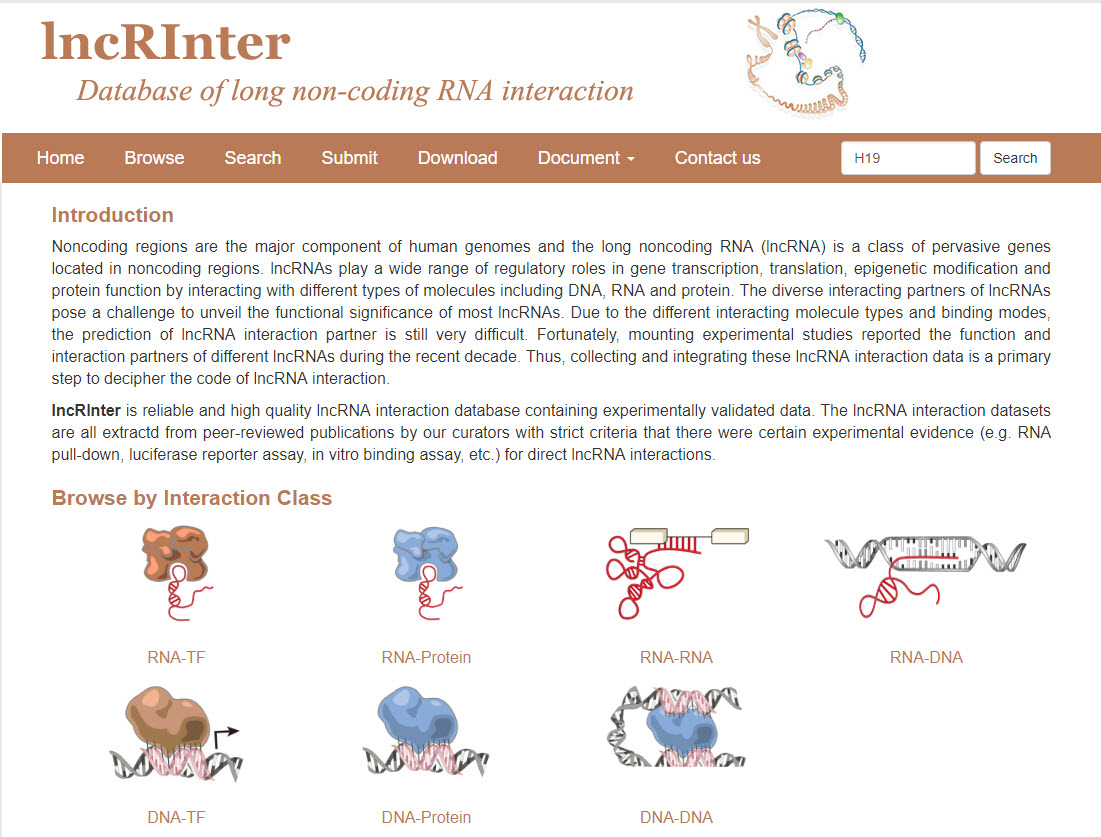 lncRInter
Database of long non-coding RNA interaction
Home Browse Search Submit Download Document Contact us H19 Search
Introduction
Noncoding regions are the major component of human genomes and the long noncoding RNA (lncRNA) is a class of pervasive genes
located in noncoding regions. lncRNAs play a wide range of regulatory roles in gene transcription, translation, epigenetic modification and
protein function by interacting with different types of molecules including DNA, RNA and protein. The diverse interacting partners of lncRNAs
pose a challenge to unveil the functional significance of most lncRNAs. Due to the different interacting molecule types and binding modes,
the prediction of lncRNA interaction partner is still very difficult. Fortunately, mounting experimental studies reported the function and
interaction partners of different lncRNAs during the recent decade. Thus, collecting and integrating these lncRNA interaction data is a primary
step to decipher the code of lncRNA interaction.
lncRInter is reliable and high quality lncRNA interaction database containing experimentally validated data. The lncRNA interaction datasets
are all extractd from peer-reviewed publications by our curators with strict criteria that there were certain experimental evidence (e.g. RNA
pull-down, luciferase reporter assay, in vitro binding assay, etc.) for direct lncRNA interactions.
Browse by Interaction Class
RNA-TF RNA-Protein RNA-RNA RNA-DNA
DNA-TF DNA-Protein DNA-DNA